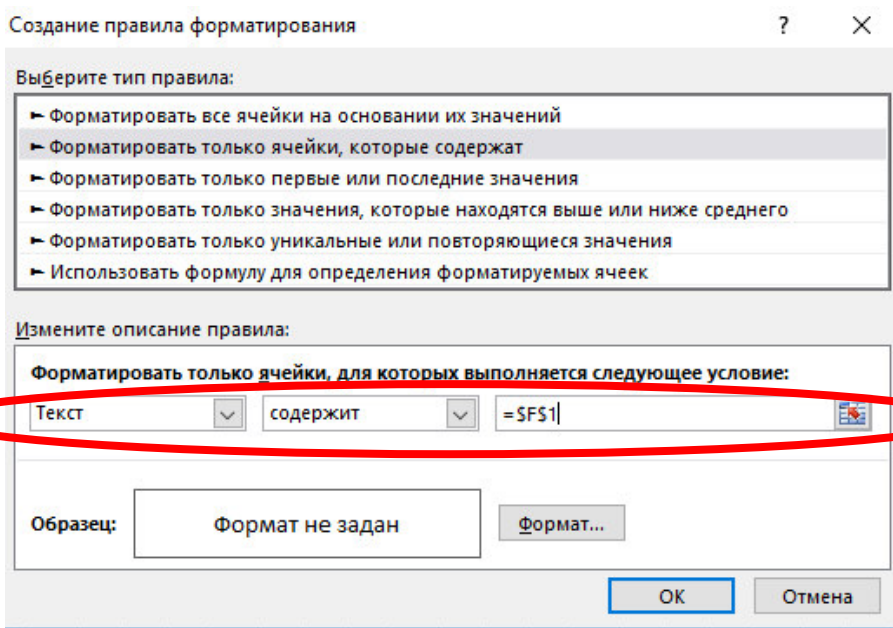 Создание правила форматирования ?
Выберите тип правила:
Форматировать все ячейки на основании их значений
Форматировать только ячейки, которые содержат
Форматировать только первые или последние значения
Форматировать только значения, которые находятся выше или ниже среднего
Форматировать только уникальные или повторяющиеся значения
Использовать формулу для определения форматируемых ячеек
Измените описание правила:
Форматировать только ячейки, для которых выполняется следующее условие:
Текст содержит =$F$1
Образец: Формат не задан Формат...
ОК Отмена